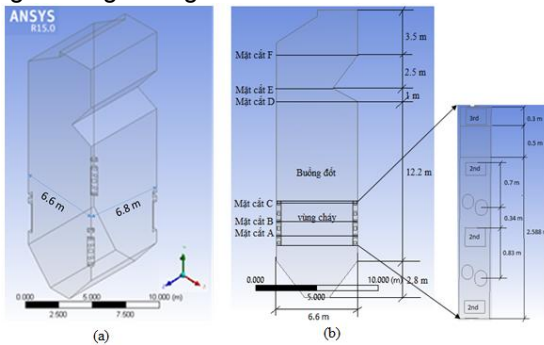 ANSYS
R15.0
6.6 m
6.8 m
0.000
5.000
10.000 (m)
2.500
7.500
(a)
3.5 m
Mặt cắt F
2.5 m
Mặt cắt E
1 m
Mặt cắt D
Buồng đốt
12.2 m
Mặt cắt C
vùng cháy
Mặt cắt B
Mặt cắt A
0.000
10.000 (m)
5.000
2.8 m
6.6 m
(b)
3rd
0.3 m
0.5 m
2nd
0.7 m
0.34 m
2nd
2.588 m
0.83 m
2nd